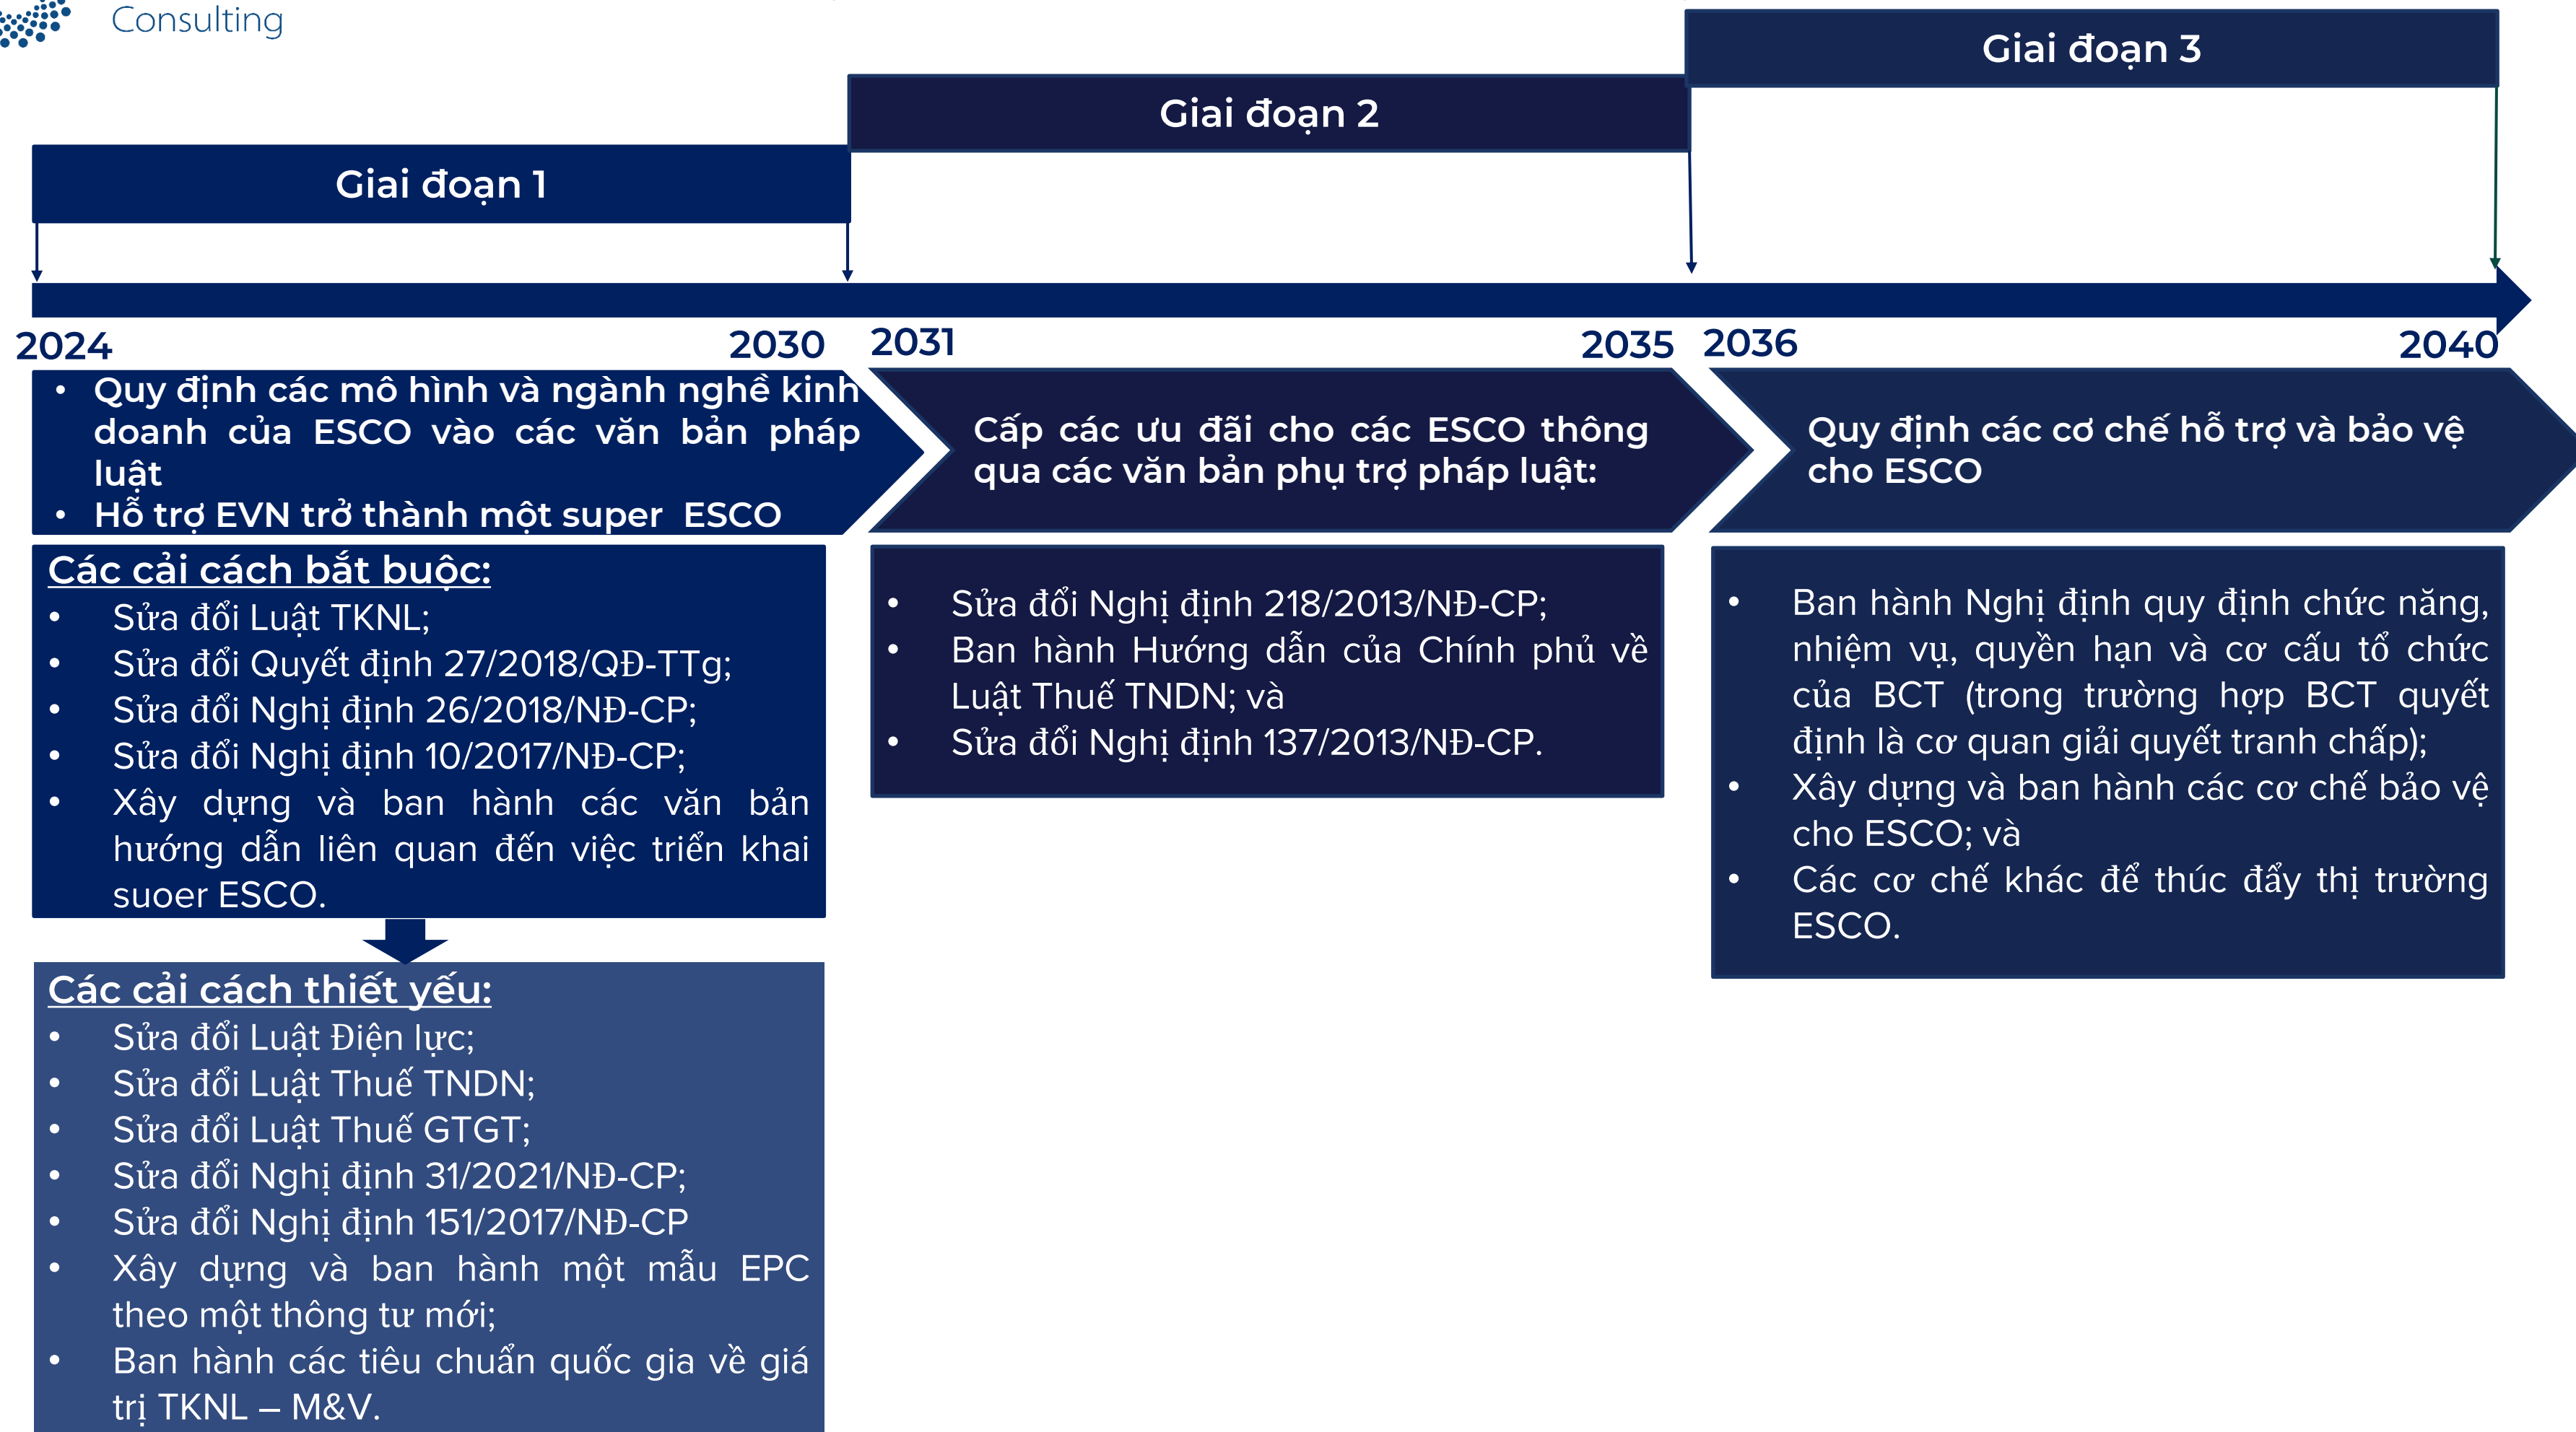 Consulting
Giai đoạn 3
Giai đoạn 2
Giai đoạn 1
2024
2030
2031
2035
2036
2040
• Quy định các mô hình và ngành nghề kinh
doanh của ESCO vào các văn bản pháp
luật
• Hỗ trợ EVN trở thành một super ESCO
Cấp các ưu đãi cho các ESCO thông
qua các văn bản phụ trợ pháp luật:
Quy định các cơ chế hỗ trợ và bảo vệ
cho ESCO
Các cải cách bắt buộc:
• Sửa đổi Luật TKNL;
• Sửa đổi Quyết định 27/2018/QĐ-TTg;
• Sửa đổi Nghị định 26/2018/NĐ-CP;
• Sửa đổi Nghị định 10/2017/NĐ-CP;
• Xây dựng và ban hành các văn bản
hướng dẫn liên quan đến việc triển khai
suoer ESCO.
• Sửa đổi Nghị định 218/2013/NĐ-CP;
• Ban hành Hướng dẫn của Chính phủ về
Luật Thuế TNDN; và
• Sửa đổi Nghị định 137/2013/NĐ-CP.
• Ban hành Nghị định quy định chức năng,
nhiệm vụ, quyền hạn và cơ cấu tổ chức
của BCT (trong trường hợp BCT quyết
định là cơ quan giải quyết tranh chấp);
• Xây dựng và ban hành các cơ chế bảo vệ
cho ESCO; và
• Các cơ chế khác để thúc đẩy thị trường
ESCO.
Các cải cách thiết yếu:
• Sửa đổi Luật Điện lực;
• Sửa đổi Luật Thuế TNDN;
• Sửa đổi Luật Thuế GTGT;
• Sửa đổi Nghị định 31/2021/NĐ-CP;
• Sửa đổi Nghị định 151/2017/NĐ-CP
• Xây dựng và ban hành một mẫu EPC
theo một thông tư mới;
• Ban hành các tiêu chuẩn quốc gia về giá
trị TKNL – M&V.